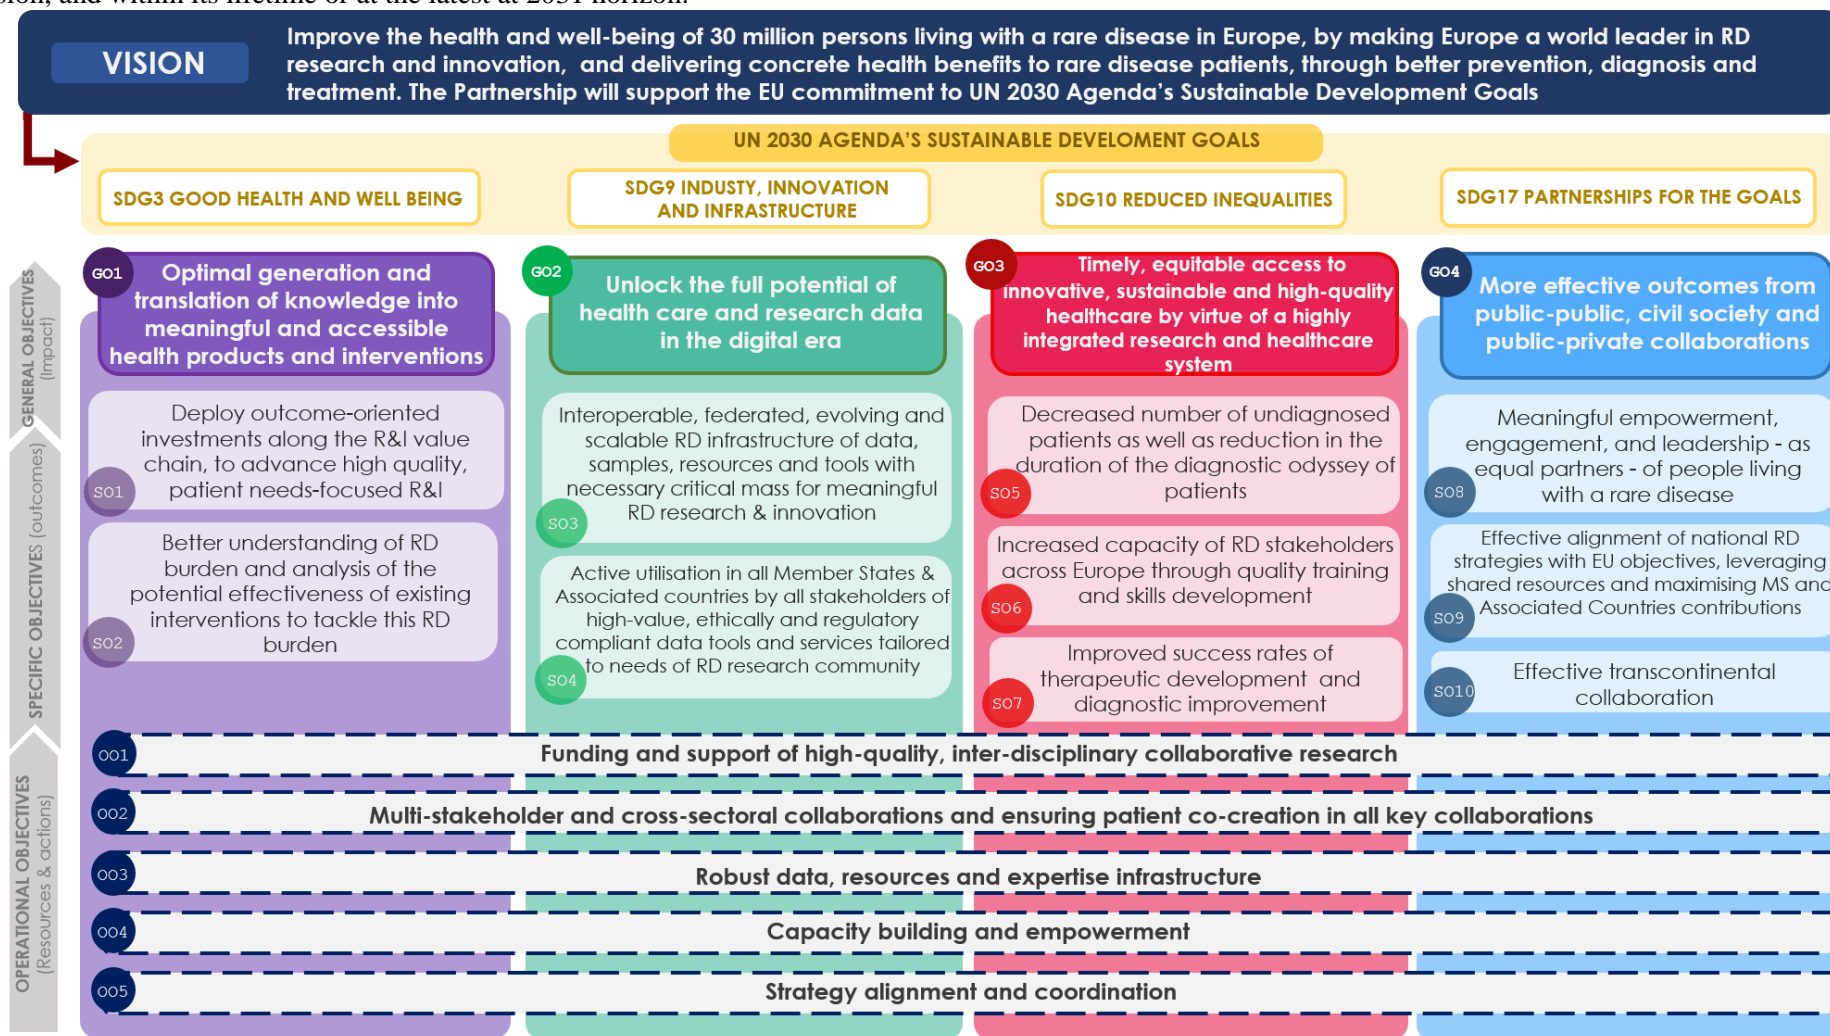 sion, and within its lifetime or at the latest at 2031 horizon.
VISION
Improve the health and well-being of 30 million persons living with a rare disease in Europe, by making Europe a world leader in RD
research and innovation, and delivering concrete health benefits to rare disease patients, through better prevention, diagnosis and
treatment. The Partnership will support the EU commitment to UN 2030 Agenda's Sustainable Development Goals
UN 2030 AGENDA'S SUSTAINABLE DEVELOMENT GOALS
SDG3 GOOD HEALTH AND WELL BEING
SDG9 INDUSTY, INNOVATION
AND INFRASTRUCTURE
SDG10 REDUCED INEQUALITIES
SDG17 PARTNERSHIPS FOR THE GOALS
GENERAL OBJECTIVES
(Impact)
GO1
Optimal generation and
translation of knowledge into
meaningful and accessible
health products and interventions
GO2
Unlock the full potential of
health care and research data
in the digital era
GO3
Timely, equitable access to
innovative, sustainable and high-quality
healthcare by virtue of a highly
integrated research and healthcare
system
GO4
More effective outcomes from
public-public, civil society and
public-private collaborations
SPECIFIC OBJECTIVES (outcomes)
Deploy outcome-oriented
investments along the R&I value
chain, to advance high quality,
patient needs-focused R&I
SO1
Better understanding of RD
burden and analysis of the
potential effectiveness of existing
interventions to tackle this RD
burden
SO2
Interoperable, federated, evolving and
scalable RD infrastructure of data,
samples, resources and tools with
necessary critical mass for meaningful
RD research & innovation
SO3
Active utilisation in all Member States &
Associated countries by all stakeholders of
high-value, ethically and regulatory
compliant data tools and services tailored
to needs of RD research community
SO4
Decreased number of undiagnosed
patients as well as reduction in the
duration of the diagnostic odyssey of
patients
SO5
Increased capacity of RD stakeholders
across Europe through quality training
and skills development
SO6
Improved success rates of
therapeutic development and
diagnostic improvement
SO7
Meaningful empowerment,
engagement, and leadership - as
equal partners - of people living
with a rare disease
SO8
Effective alignment of national RD
strategies with EU objectives, leveraging
shared resources and maximising MS and
Associated Countries contributions
SO9
Effective transcontinental
collaboration
SO10
OPERATIONAL OBJECTIVES
(Resources & actions)
OO1
Funding and support of high-quality, inter-disciplinary collaborative research
OO2
Multi-stakeholder and cross-sectoral collaborations and ensuring patient co-creation in all key collaborations
OO3
Robust data, resources and expertise infrastructure
OO4
Capacity building and empowerment
OO5
Strategy alignment and coordination